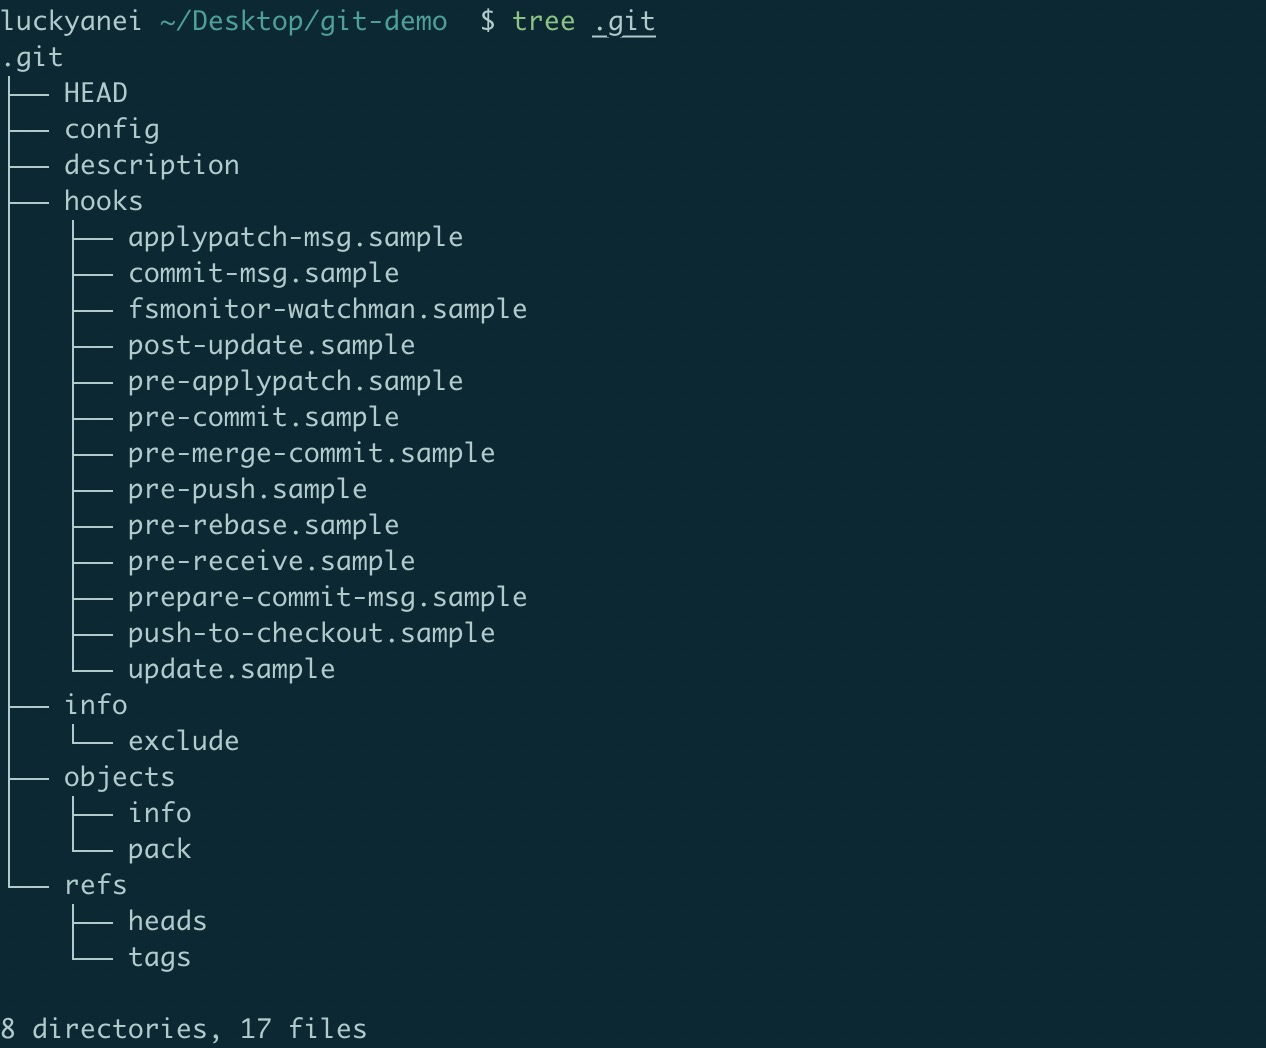 luckyanei ~/Desktop/git-demo  $ tree .git
.git
├── HEAD
├── config
├── description
├── hooks
│   ├── applypatch-msg.sample
│   ├── commit-msg.sample
│   ├── fsmonitor-watchman.sample
│   ├── post-update.sample
│   ├── pre-applypatch.sample
│   ├── pre-commit.sample
│   ├── pre-merge-commit.sample
│   ├── pre-push.sample
│   ├── pre-rebase.sample
│   ├── pre-receive.sample
│   ├── prepare-commit-msg.sample
│   ├── push-to-checkout.sample
│   └── update.sample
├── info
│   └── exclude
├── objects
│   ├── info
│   └── pack
└── refs
    ├── heads
    └── tags

8 directories, 17 files